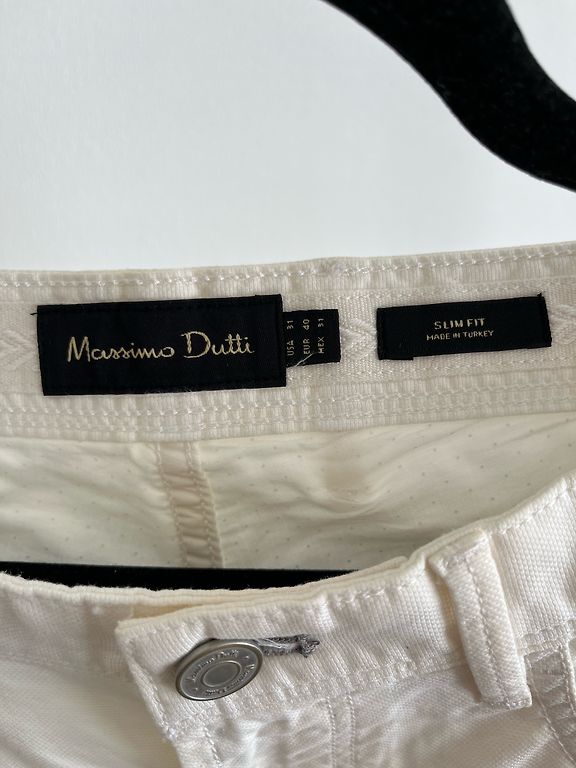 Massimo Dutti
USA 31
EUR 40
MEX 31
SLIM FIT
MADE IN TURKEY